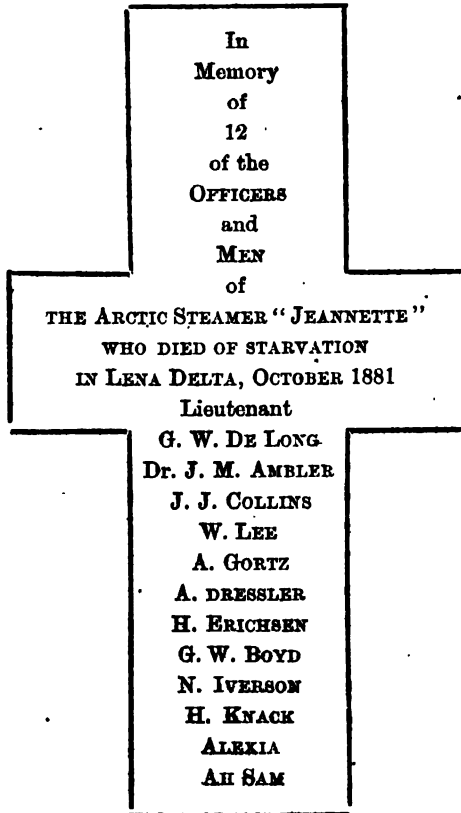 In
Memory
of
12
of the
OFFICERS
and
MEN
of
THE ARCTIC STEAMER "JEANNETTE"
WHO DIED OF STARVATION
IN LENA DELTA, OCTOBER 1881
Lieutenant
G. W. DE LONG
Dr. J. M. AMBLER
J. J. COLLINS
W. LEE
A. GORTZ
A. DRESSLER
H. ERICHSEN
G. W. BOYD
N. IVERSON
H. KNACK
ALEXIA
AH SAM